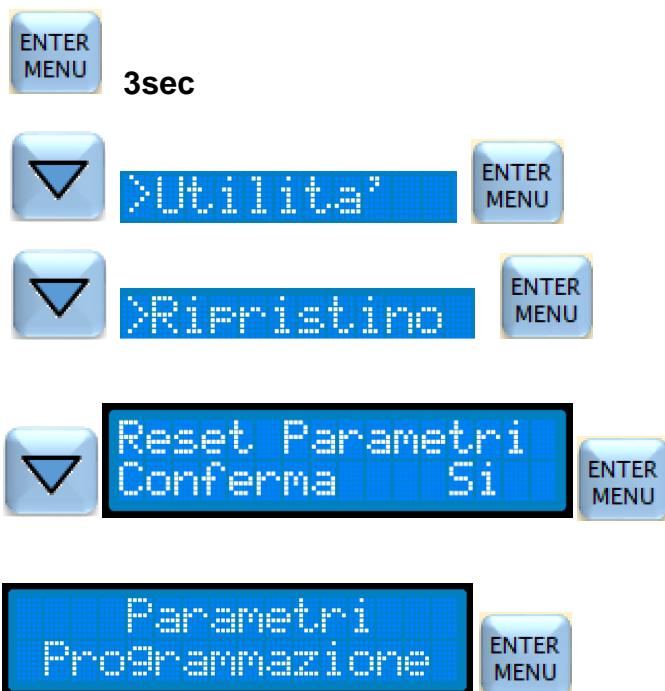 ENTER
MENU
3sec
>Utilita'
ENTER
MENU
>Ripristino
ENTER
MENU
Reset Parametri
Conferma Si
ENTER
MENU
Parametri
Programmazione
ENTER
MENU